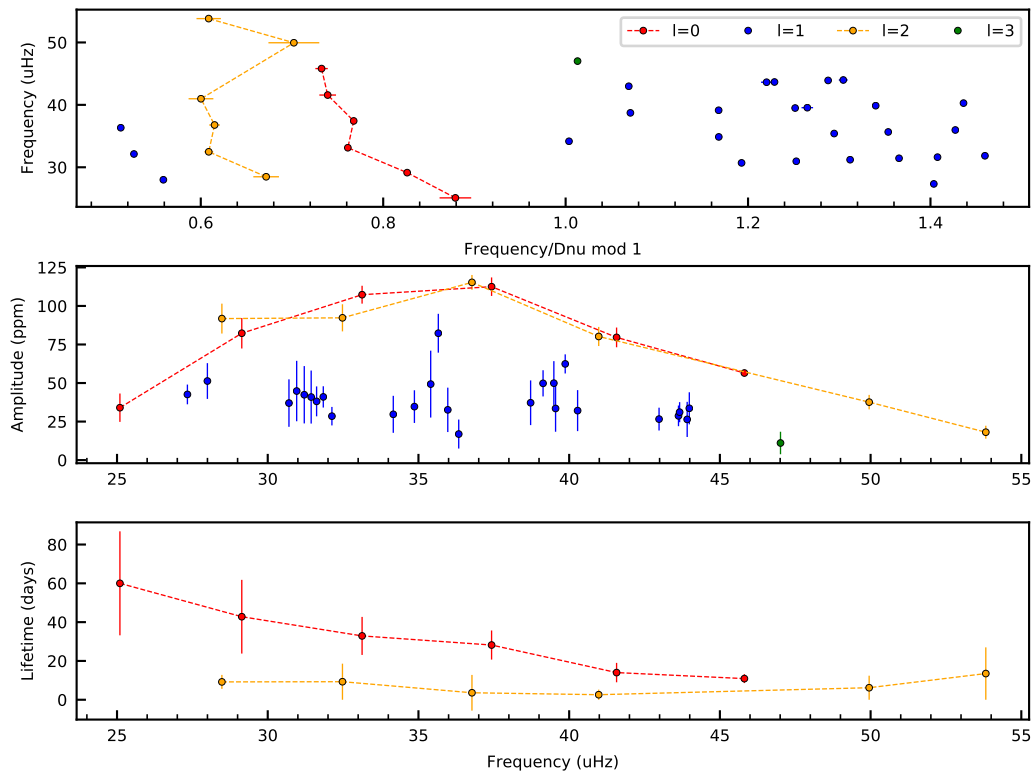 50
40
30
Frequency (uHz)
l=0 l=1 l=2 l=3
0.6 0.8 1.0 1.2 1.4
Frequency/Dnu mod 1
125
100
75
50
25
0
Amplitude (ppm)
25 30 35 40 45 50 55
80
60
40
20
0
Lifetime (days)
25 30 35 40 45 50 55
Frequency (uHz)